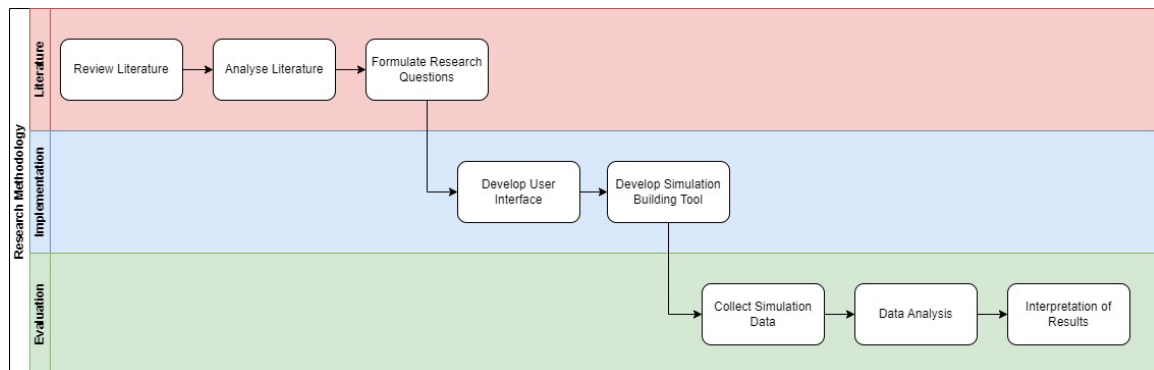 Research Methodology
Literature
Review Literature
Analyse Literature
Formulate Research
Questions
Implementation
Develop User
Interface
Develop Simulation
Building Tool
Evaluation
Collect Simulation
Data
Data Analysis
Interpretation of
Results